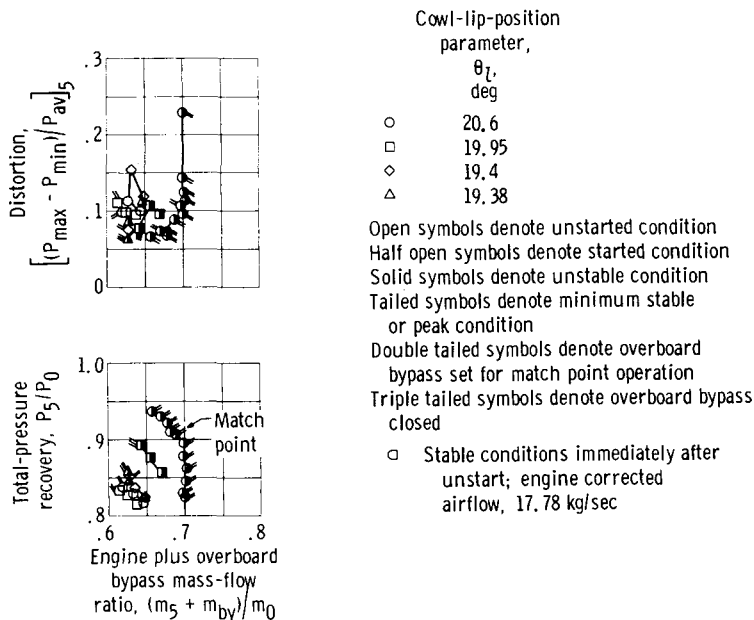 Distortion,
[(Pmax - Pmin)/Pav]5
.3
.2
.1
0
Total-pressure
recovery, P5/P0
1.0
.9
.8
Match
point
.6
.7
.8
Engine plus overboard
bypass mass-flow
ratio, (m5 + mby)/m0
Cowl-lip-position
parameter,
θl,
deg
20.6
19.95
19.4
19.38
Open symbols denote unstarted condition
Half open symbols denote started condition
Solid symbols denote unstable condition
Tailed symbols denote minimum stable
or peak condition
Double tailed symbols denote overboard
bypass set for match point operation
Triple tailed symbols denote overboard bypass
closed
Stable conditions immediately after
unstart; engine corrected
airflow, 17.78 kg/sec